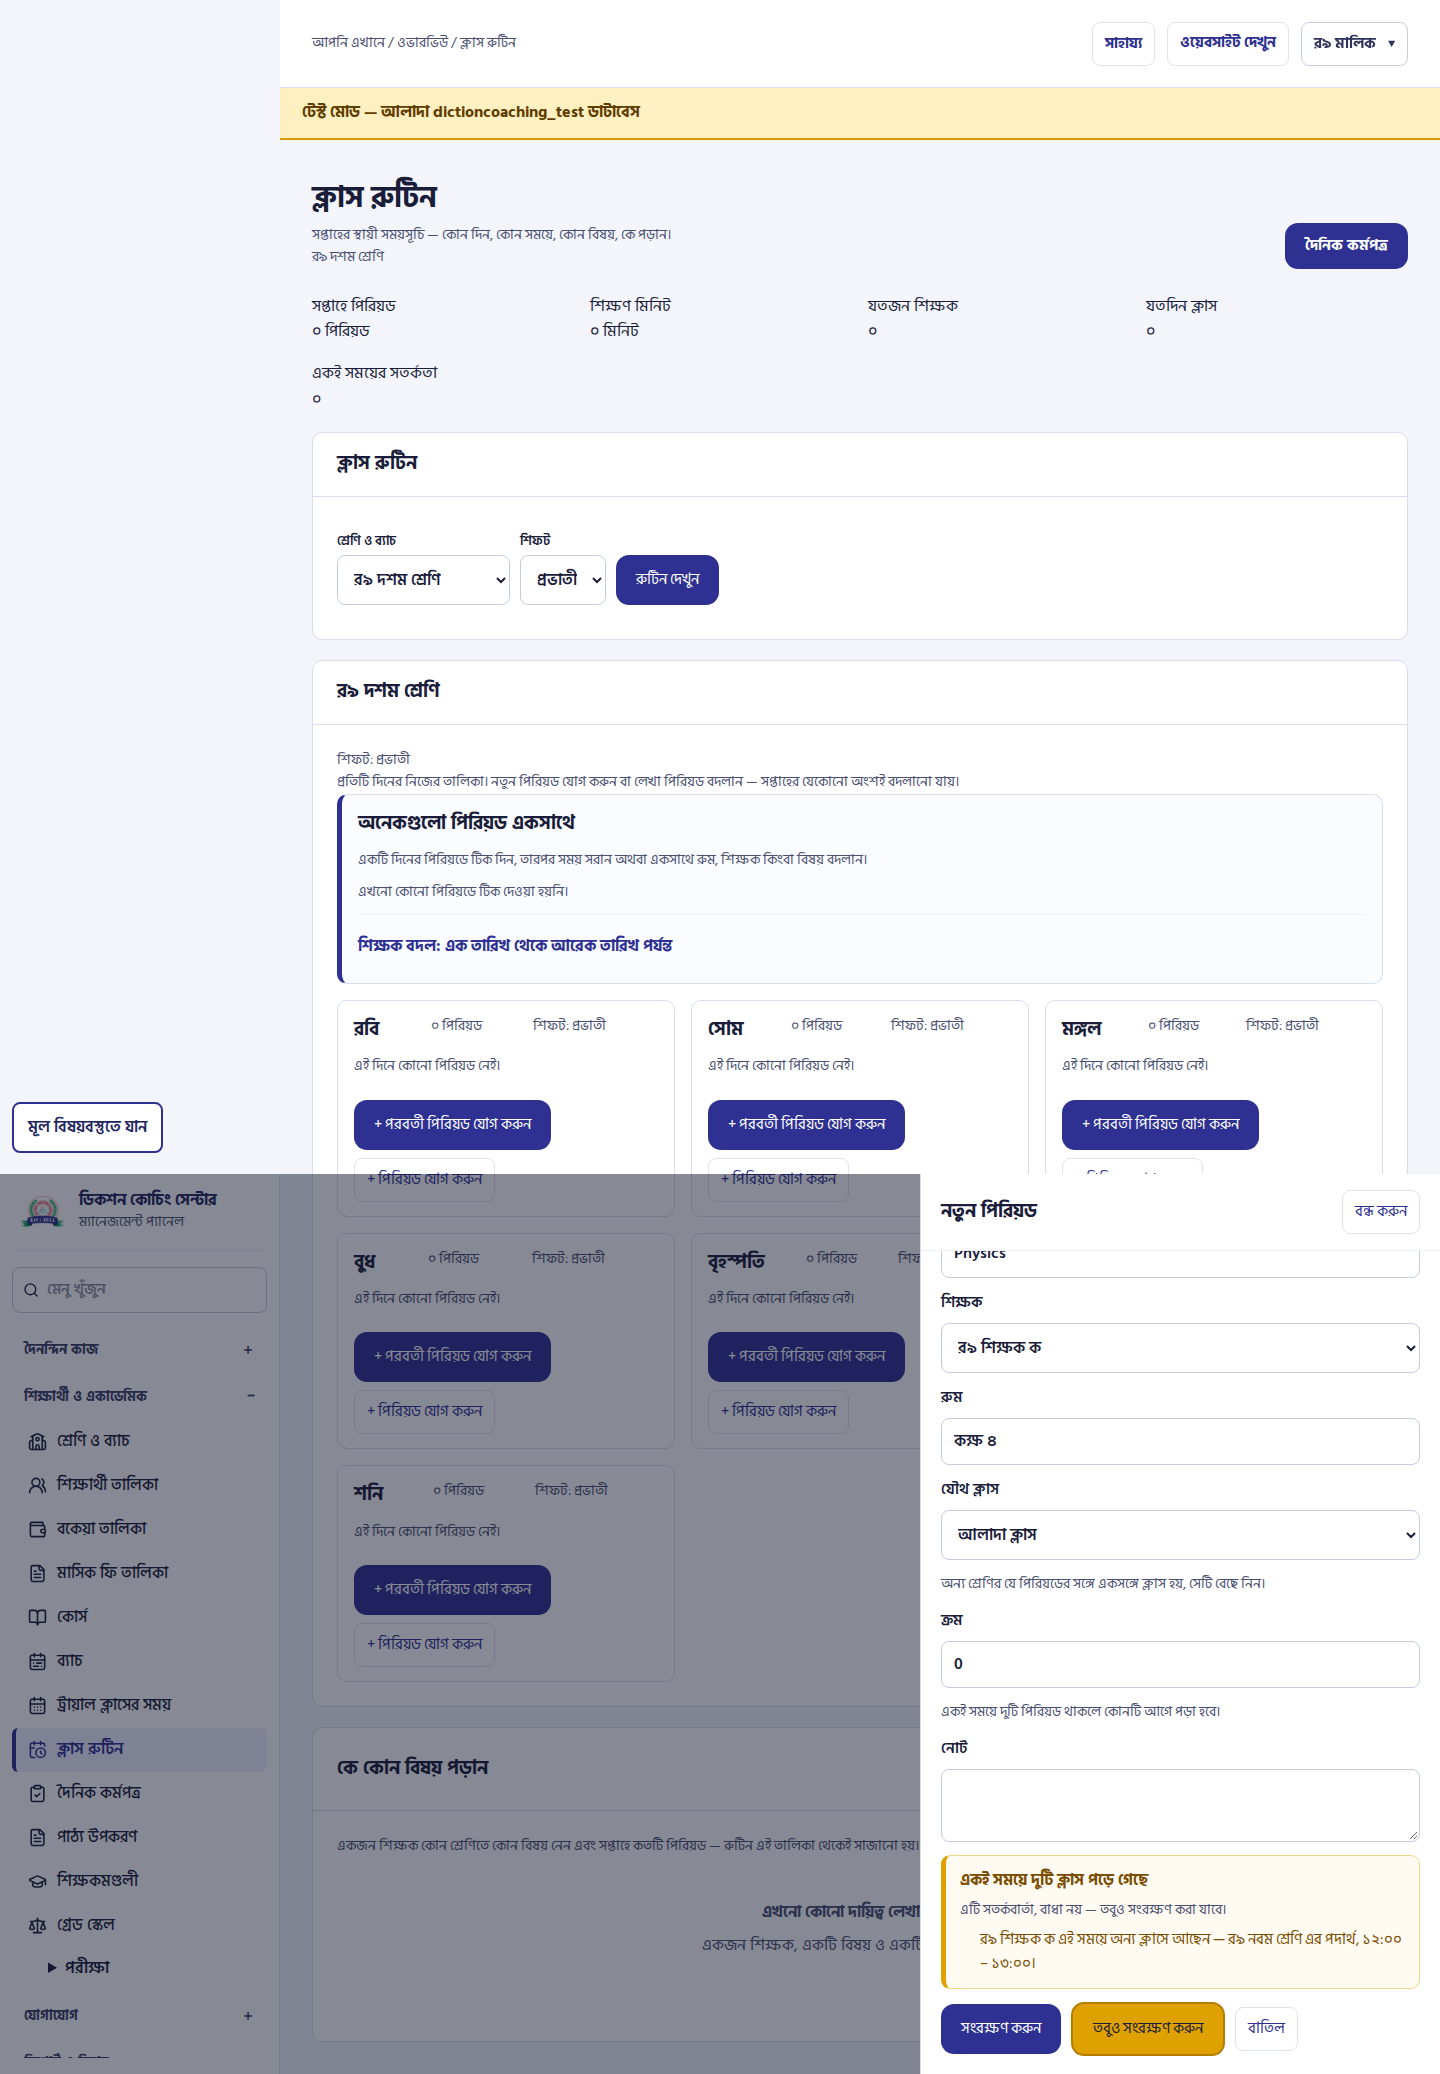 আপনি এখানে / ওভারভিউ / ক্লাস রুটিন
সাহায্য
ওয়েবসাইট দেখুন
র৯ মালিক
টেস্ট মোড — আলাদা dictioncoaching_test ডাটাবেস
ক্লাস রুটিন
সপ্তাহের স্থায়ী সময়সূচি — কোন দিন, কোন সময়ে, কোন বিষয়, কে পড়ান।
র৯ দশম শ্রেণি
দৈনিক কর্মপত্র
সপ্তাহে পিরিয়ড
০ পিরিয়ড
শিক্ষণ মিনিট
০ মিনিট
যতজন শিক্ষক
০
যতদিন ক্লাস
০
একই সময়ের সতর্কতা
০
ক্লাস রুটিন
শ্রেণি ও ব্যাচ
র৯ দশম শ্রেণি
শিফট
প্রভাতী
রুটিন দেখুন
র৯ দশম শ্রেণি
শিফট: প্রভাতী
প্রতিটি দিনের নিজের তালিকা। নতুন পিরিয়ড যোগ করুন বা লেখা পিরিয়ড বদলান — সপ্তাহের যেকোনো অংশই বদলানো যায়।
অনেকগুলো পিরিয়ড একসাথে
একটি দিনের পিরিয়ডে টিক দিন, তারপর সময় সরান অথবা একসাথে রুম, শিক্ষক কিংবা বিষয় বদলান।
এখনো কোনো পিরিয়ডে টিক দেওয়া হয়নি।
শিক্ষক বদল: এক তারিখ থেকে আরেক তারিখ পর্যন্ত
রবি ০ পিরিয়ড শিফট: প্রভাতী
এই দিনে কোনো পিরিয়ড নেই।
+ পরবর্তী পিরিয়ড যোগ করুন
+ পিরিয়ড যোগ করুন
সোম ০ পিরিয়ড শিফট: প্রভাতী
এই দিনে কোনো পিরিয়ড নেই।
+ পরবর্তী পিরিয়ড যোগ করুন
+ পিরিয়ড যোগ করুন
মঙ্গল ০ পিরিয়ড শিফট: প্রভাতী
এই দিনে কোনো পিরিয়ড নেই।
+ পরবর্তী পিরিয়ড যোগ করুন
মূল বিষয়বস্তুতে যান
ডিকশন কোচিং সেন্টার
ম্যানেজমেন্ট প্যানেল
মেনু খুঁজুন
দৈনন্দিন কাজ +
শিক্ষার্থী ও একাডেমিক −
শ্রেণি ও ব্যাচ
শিক্ষার্থী তালিকা
বকেয়া তালিকা
মাসিক ফি তালিকা
কোর্স
ব্যাচ
ট্রায়াল ক্লাসের সময়
ক্লাস রুটিন
দৈনিক কর্মপত্র
পাঠ্য উপকরণ
শিক্ষকমণ্ডলী
গ্রেড স্কেল
পরীক্ষা
যোগাযোগ +
বুধ ০ পিরিয়ড শিফট: প্রভাতী
এই দিনে কোনো পিরিয়ড নেই।
+ পরবর্তী পিরিয়ড যোগ করুন
+ পিরিয়ড যোগ করুন
বৃহস্পতি ০ পিরিয়ড
এই দিনে কোনো পিরিয়ড নেই।
+ পরবর্তী পিরিয়ড যোগ করুন
+ পিরিয়ড যোগ করুন
শনি ০ পিরিয়ড শিফট: প্রভাতী
এই দিনে কোনো পিরিয়ড নেই।
+ পরবর্তী পিরিয়ড যোগ করুন
+ পিরিয়ড যোগ করুন
কে কোন বিষয় পড়ান
একজন শিক্ষক কোন শ্রেণিতে কোন বিষয় নেন এবং সপ্তাহে কতটি পিরিয়ড — রুটিন এই তালিকা থেকেই সাজানো হয়।
এখনো কোনো দায়িত্ব লেখা
একজন শিক্ষক, একটি বিষয় ও একটি
নতুন পিরিয়ড
বন্ধ করুন
Physics
শিক্ষক
র৯ শিক্ষক ক
রুম
কক্ষ ৪
যৌথ ক্লাস
আলাদা ক্লাস
অন্য শ্রেণির যে পিরিয়ডের সঙ্গে একসঙ্গে ক্লাস হয়, সেটি বেছে নিন।
ক্রম
0
একই সময়ে দুটি পিরিয়ড থাকলে কোনটি আগে পড়া হবে।
নোট
একই সময়ে দুটি ক্লাস পড়ে গেছে
এটি সতর্কবার্তা, বাধা নয় — তবুও সংরক্ষণ করা যাবে।
র৯ শিক্ষক ক এই সময়ে অন্য ক্লাসে আছেন — র৯ নবম শ্রেণি এর পদার্থ, ১২:০০
– ১৩:০০।
সংরক্ষণ করুন
তবুও সংরক্ষণ করুন
বাতিল